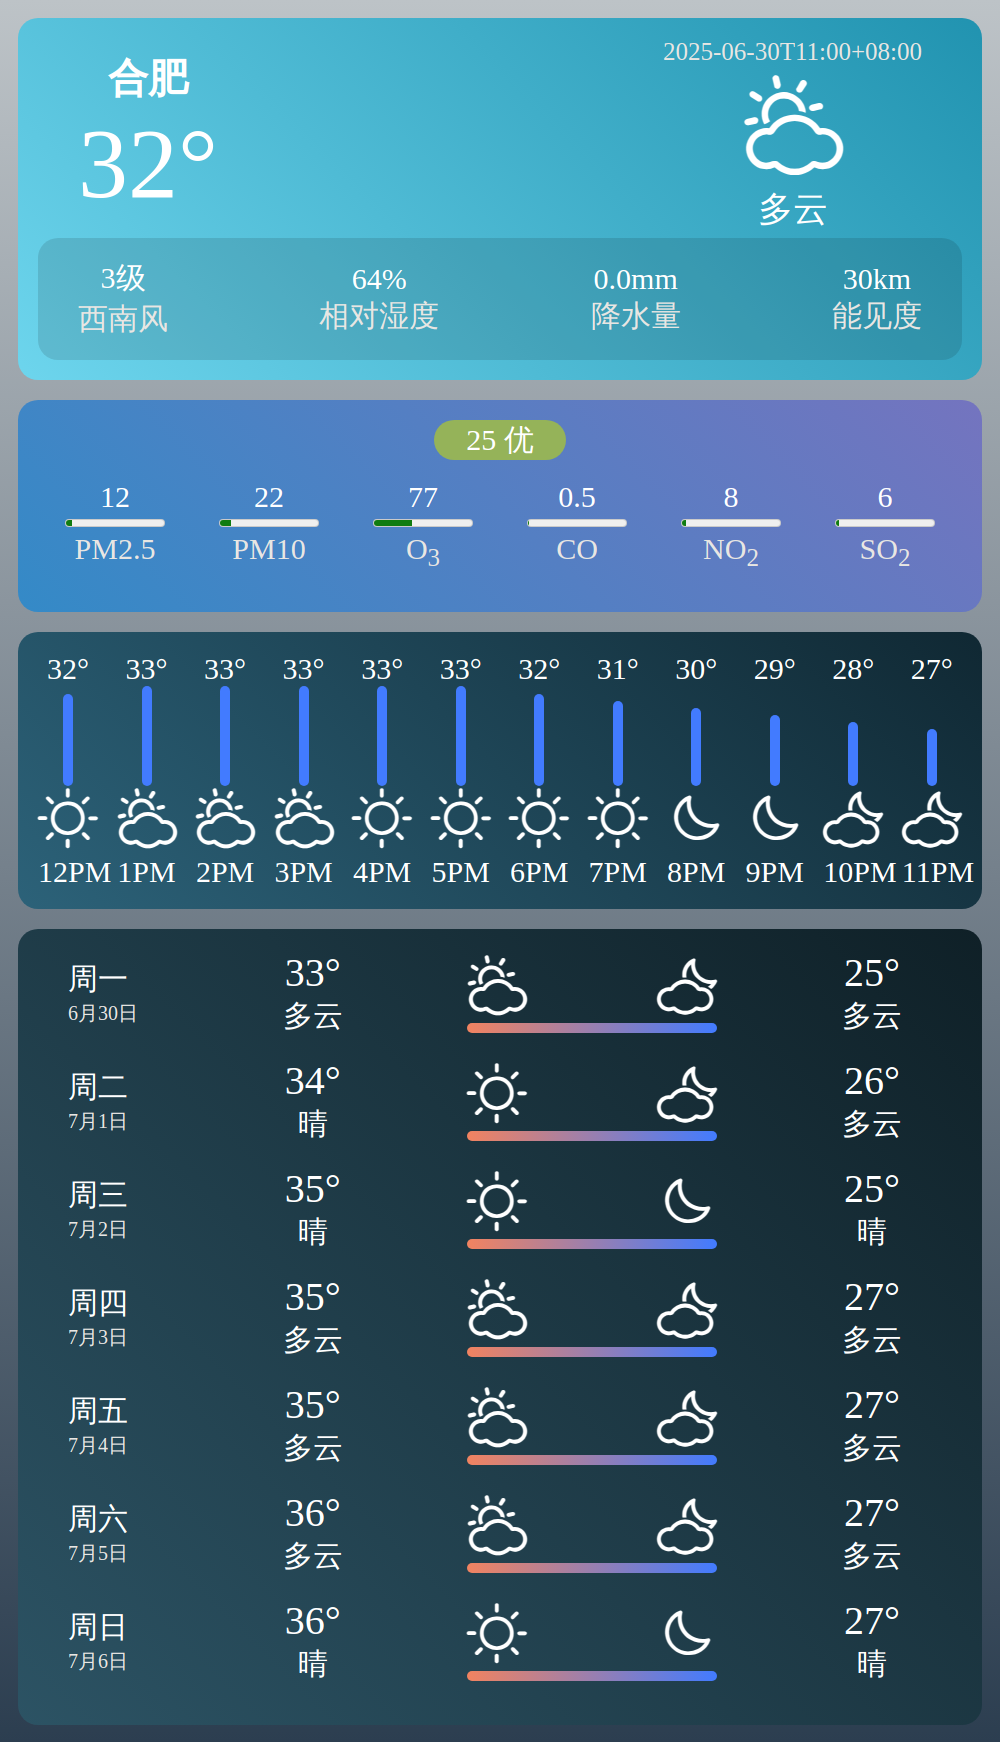 合肥
2025-06-30T11:00+08:00
32°
多云
3级 64% 0.0mm 30km
西南风 相对湿度 降水量 能见度
25 优
12 22 77 0.5 8 6
PM2.5 PM10 O3 CO NO2 SO2
32° 33° 33° 33° 33° 33° 32° 31° 30° 29° 28° 27°
12PM 1PM 2PM 3PM 4PM 5PM 6PM 7PM 8PM 9PM 10PM 11PM
周一 33° 25°
6月30日 多云 多云
周二 34° 26°
7月1日 晴 多云
周三 35° 25°
7月2日 晴 晴
周四 35° 27°
7月3日 多云 多云
周五 35° 27°
7月4日 多云 多云
周六 36° 27°
7月5日 多云 多云
周日 36° 27°
7月6日 晴 晴